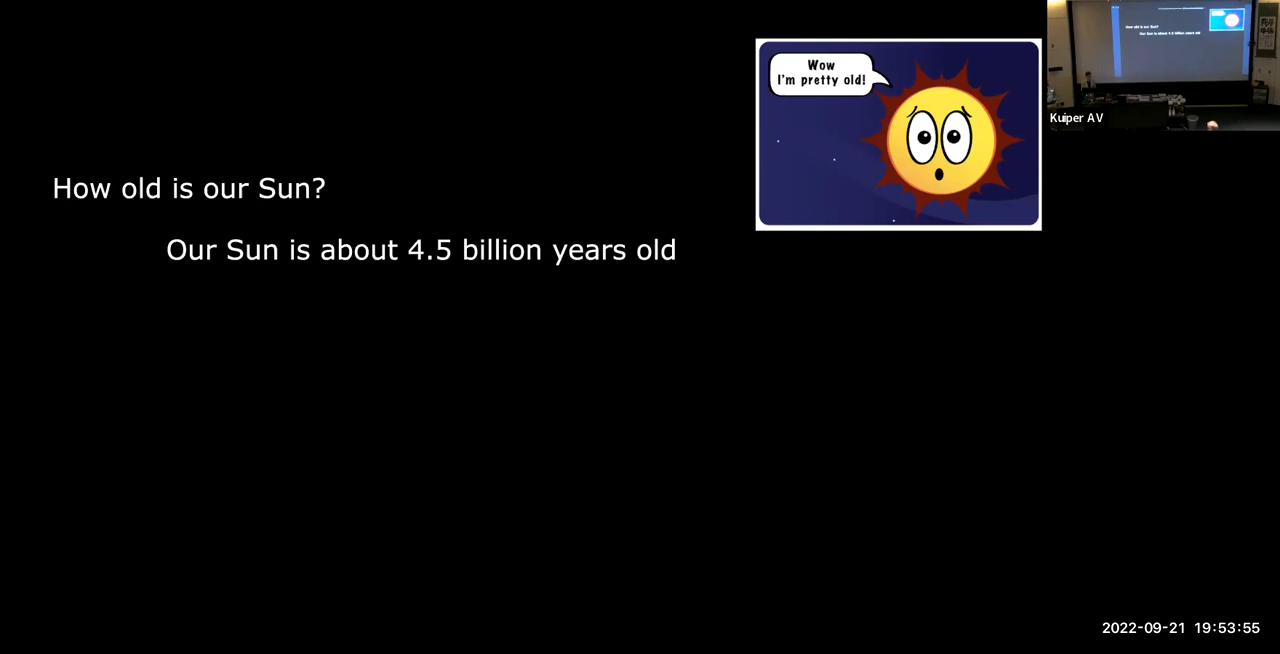 Wow
I'm pretty old!
Kuiper AV
How old is our Sun?
Our Sun is about 4.5 billion years old
2022-09-21 19:53:55